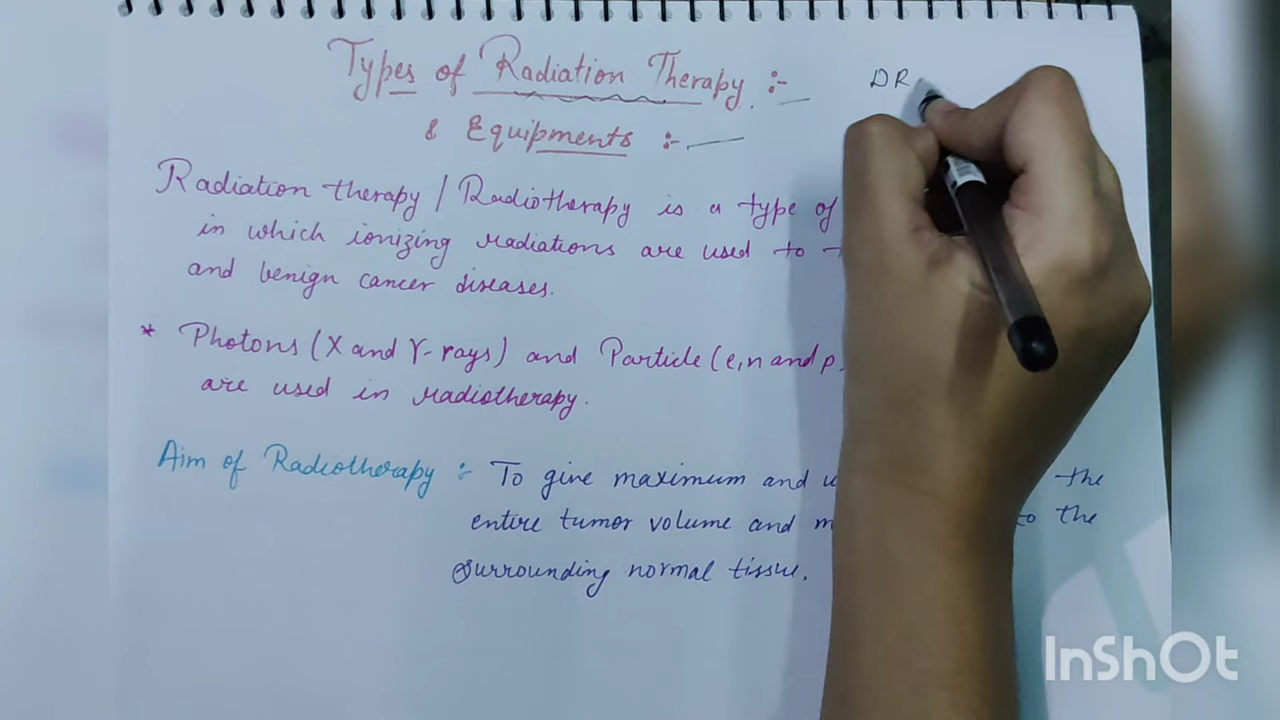 Types of Radiation Therapy :-
DR
& Equipments :-
Radiation therapy / Radiotherapy is a type of
in which ionizing radiations are used to
and benign cancer diseases.
* Photons (X and γ-rays) and Particle (e, n and p
are used in radiotherapy.
Aim of Radiotherapy :- To give maximum and the
entire tumor volume and to the
surrounding normal tissue.
InShOt